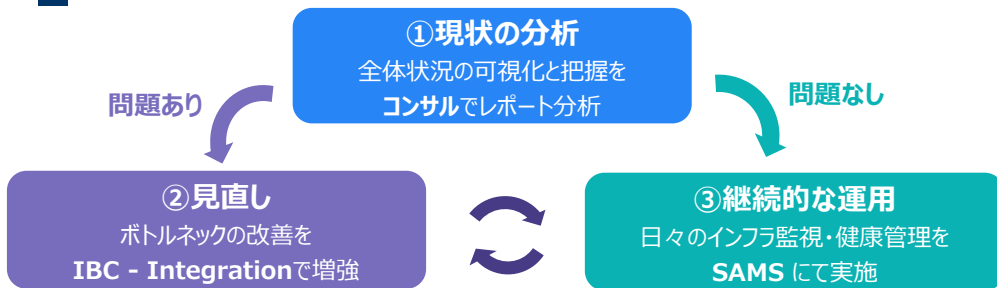 ①現状の分析
全体状況の可視化と把握を
コンサルでレポート分析
問題あり
問題なし
②見直し
ボトルネックの改善を
IBC - Integrationで増強
③継続的な運用
日々のインフラ監視・健康管理を
SAMS にて実施